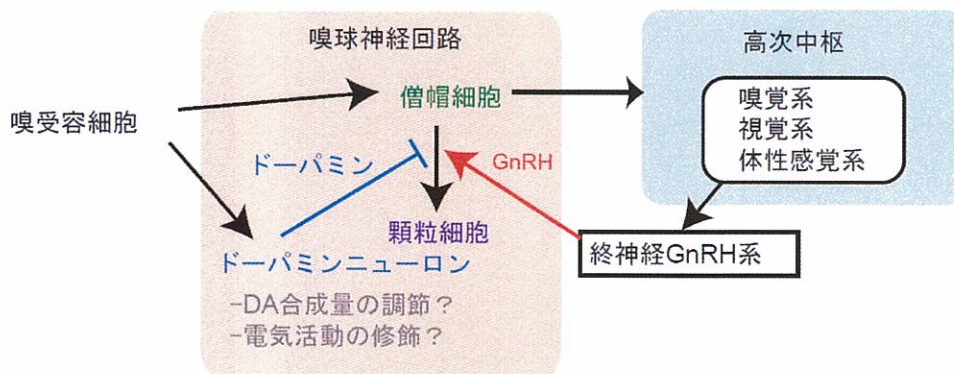 嗅球神経回路
高次中枢
嗅受容細胞
僧帽細胞
嗅覚系
視覚系
体性感覚系
ドーパミン
GnRH
顆粒細胞
ドーパミンニューロン
終神経GnRH系
-DA合成量の調節？
-電気活動の修飾？